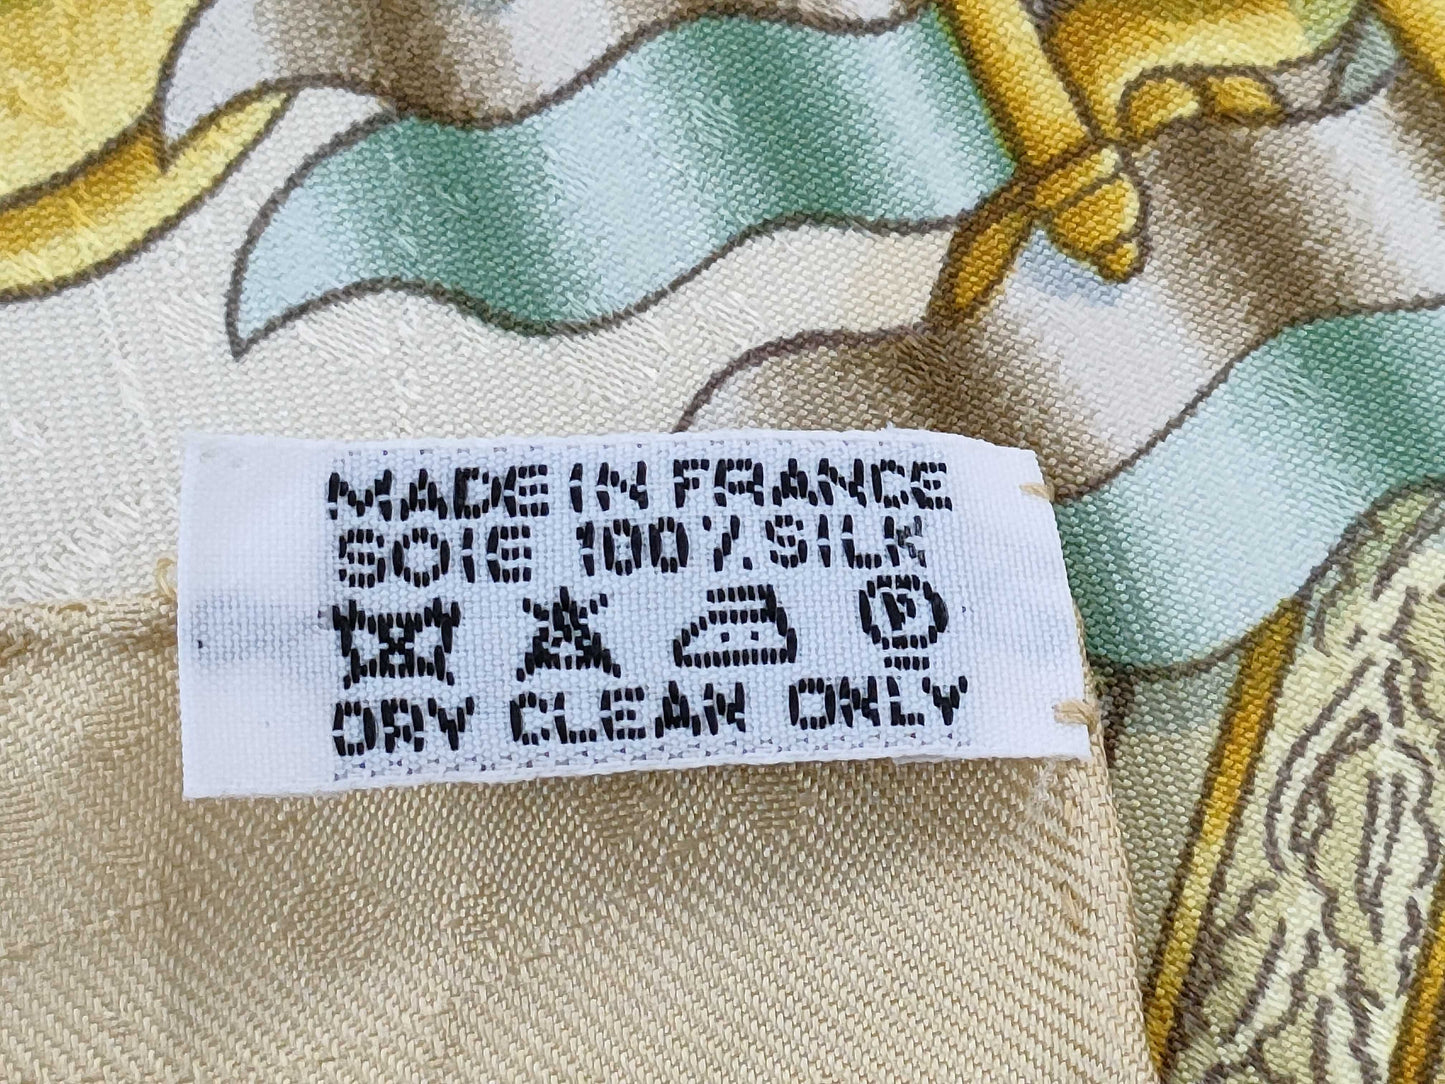 MADE IN FRANCE
SOIE 100% SILK
P
DRY CLEAN ONLY